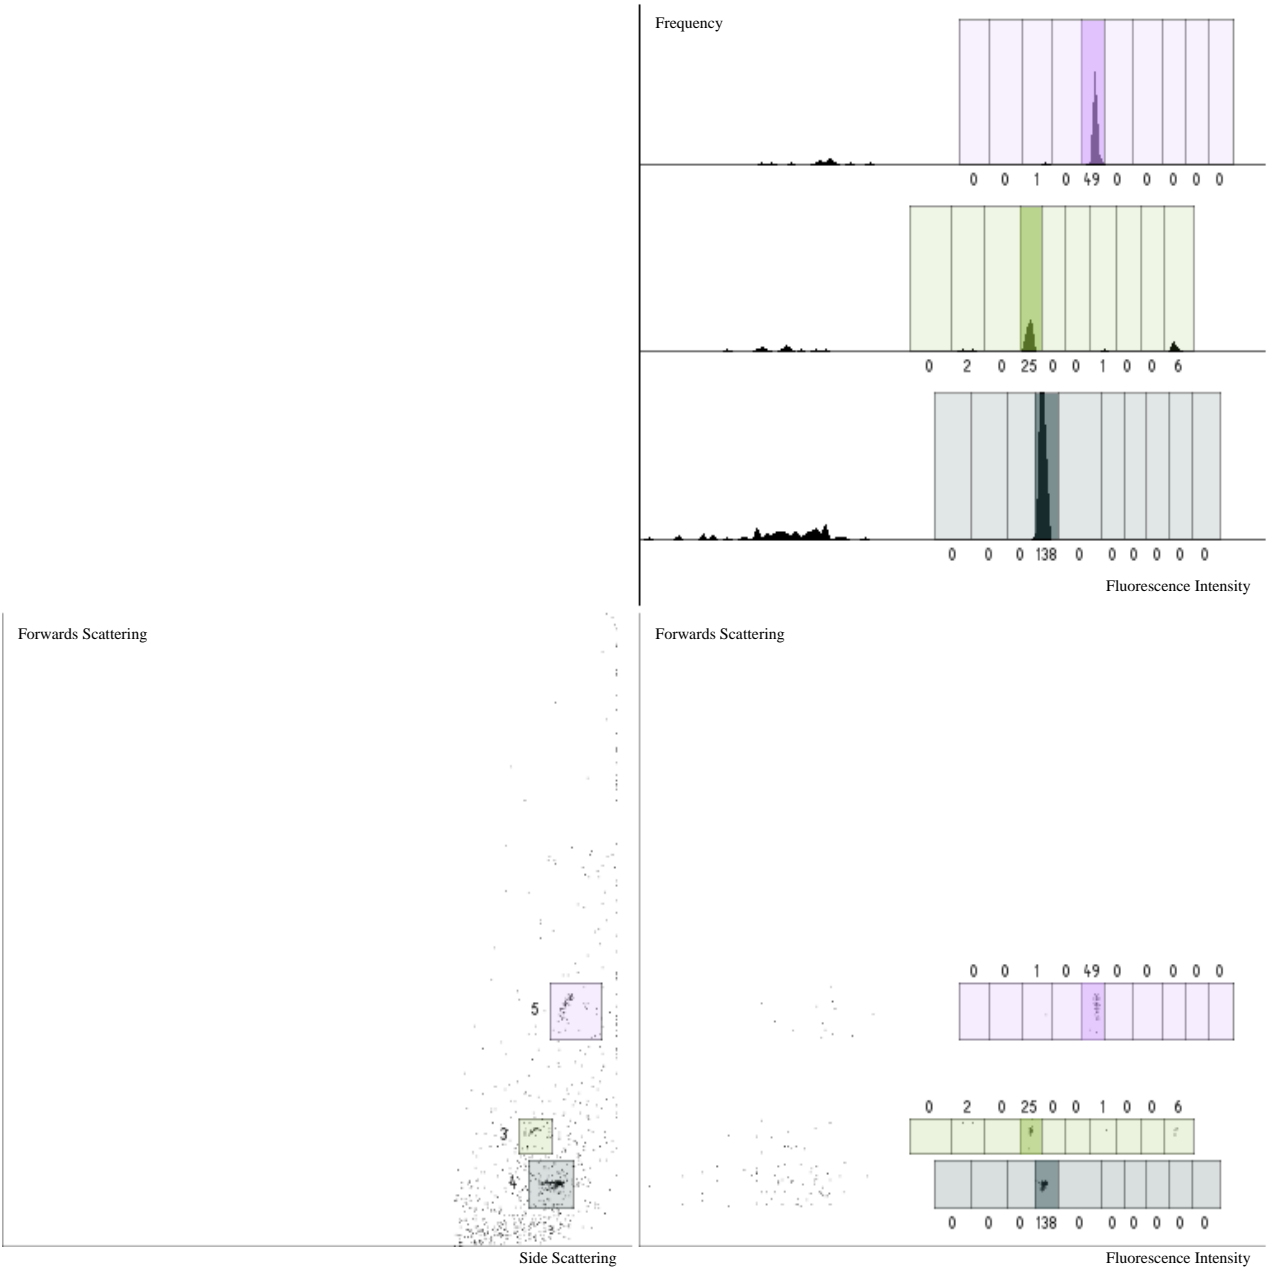 Frequency
0 0 1 0 49 0 0 0 0 0
0 2 0 25 0 0 1 0 0 6
0 0 0 138 0 0 0 0 0 0
Fluorescence Intensity
Forwards Scattering
5
3
4
Side Scattering
Forwards Scattering
0 0 1 0 49 0 0 0 0 0
0 2 0 25 0 0 1 0 0 6
0 0 0 138 0 0 0 0 0 0
Fluorescence Intensity